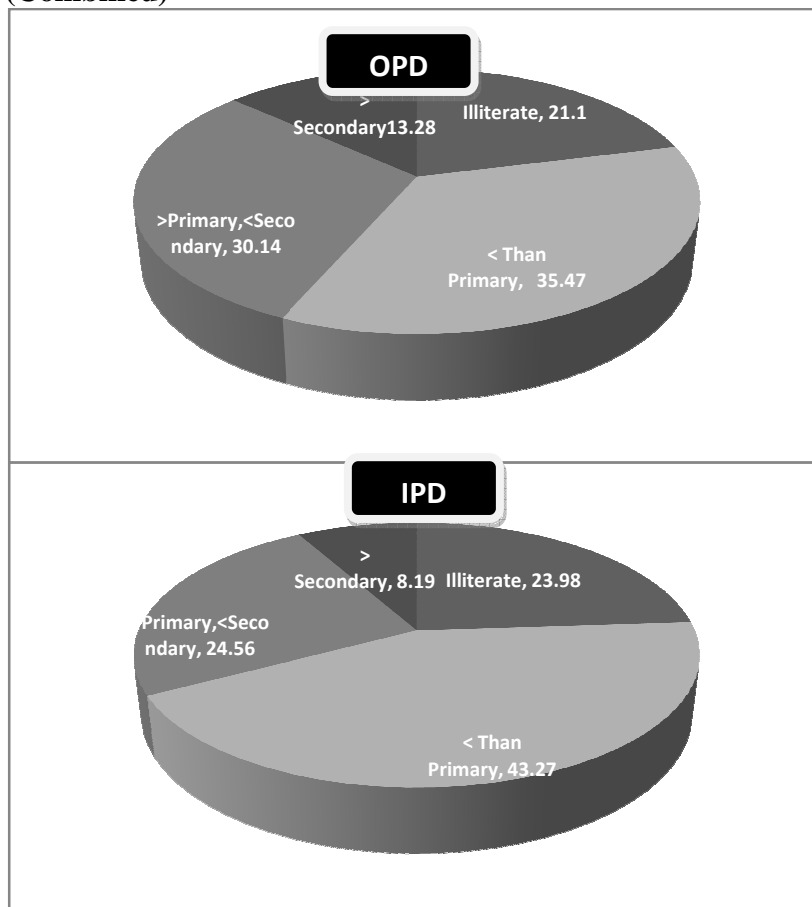 (Combined)
OPD
>
Secondary13.28
Illiterate, 21.1
>Primary,<Seco
ndary, 30.14
< Than
Primary, 35.47
IPD
>
Secondary, 8.19
Illiterate, 23.98
Primary,<Seco
ndary, 24.56
< Than
Primary, 43.27